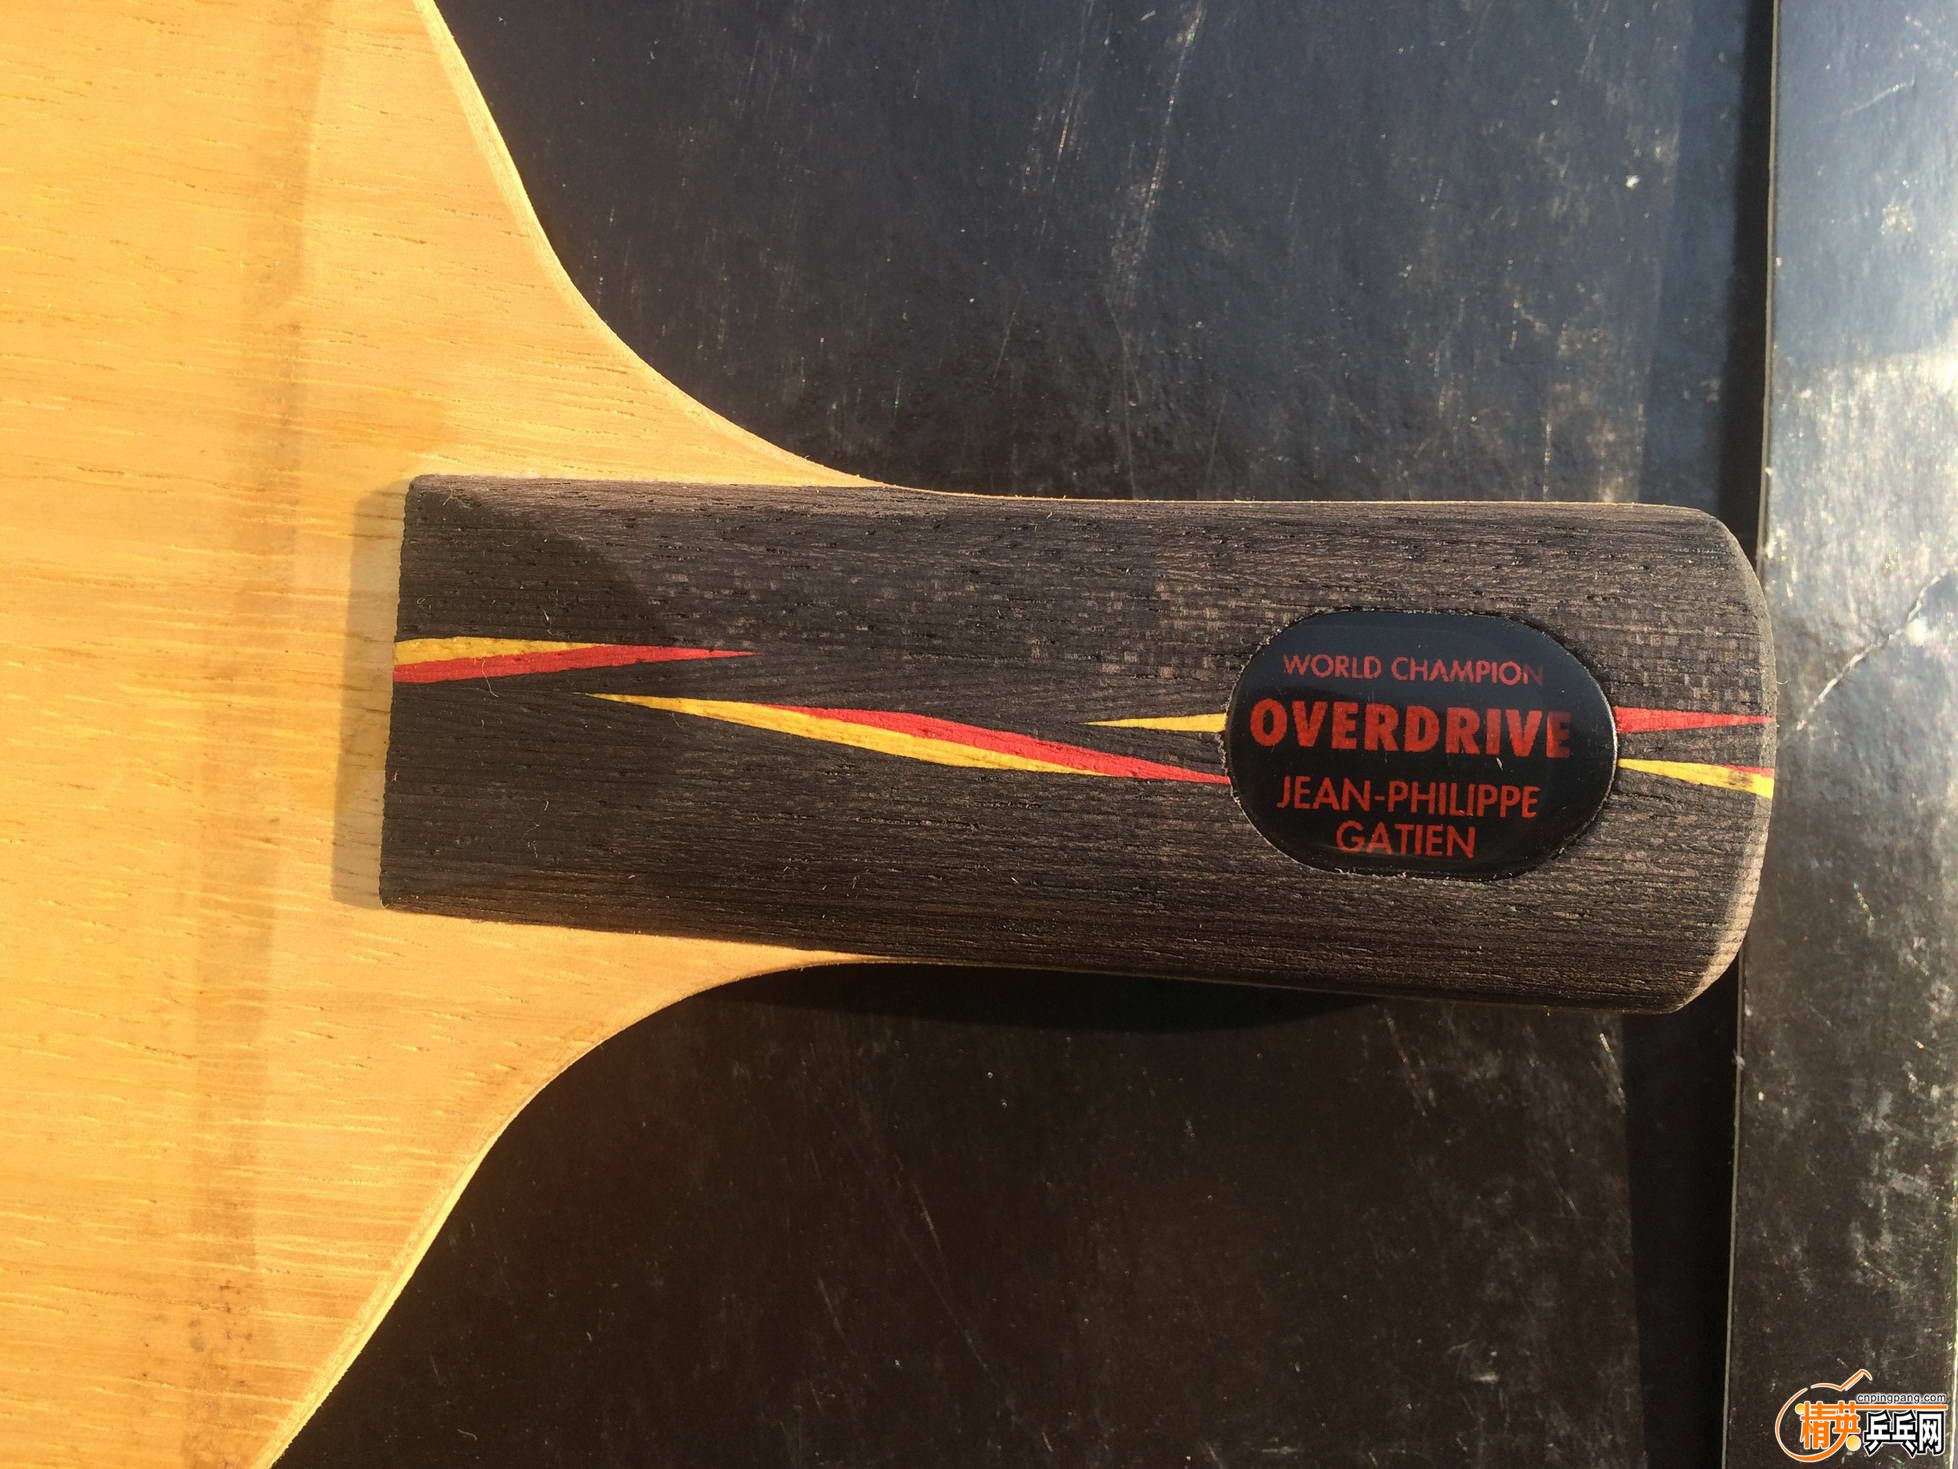 WORLD CHAMPION
OVERDRIVE
JEAN-PHILIPPE
GATIEN
cnpingpang.com
精英乒乓网